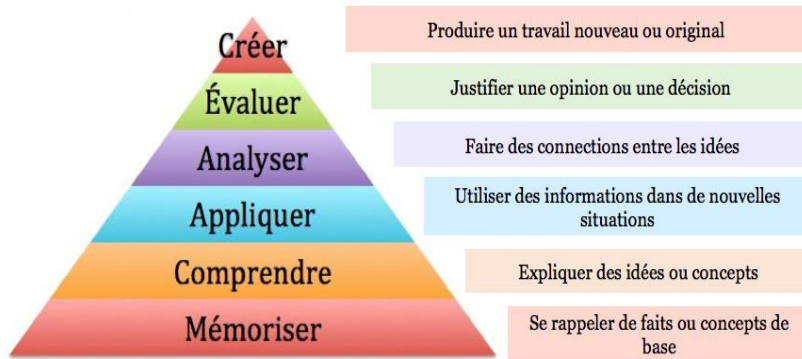 Créer
Produire un travail nouveau ou original
Évaluer
Justifier une opinion ou une décision
Analyser
Faire des connections entre les idées
Appliquer
Utiliser des informations dans de nouvelles
situations
Comprendre
Expliquer des idées ou concepts
Mémoriser
Se rappeler de faits ou concepts de
base